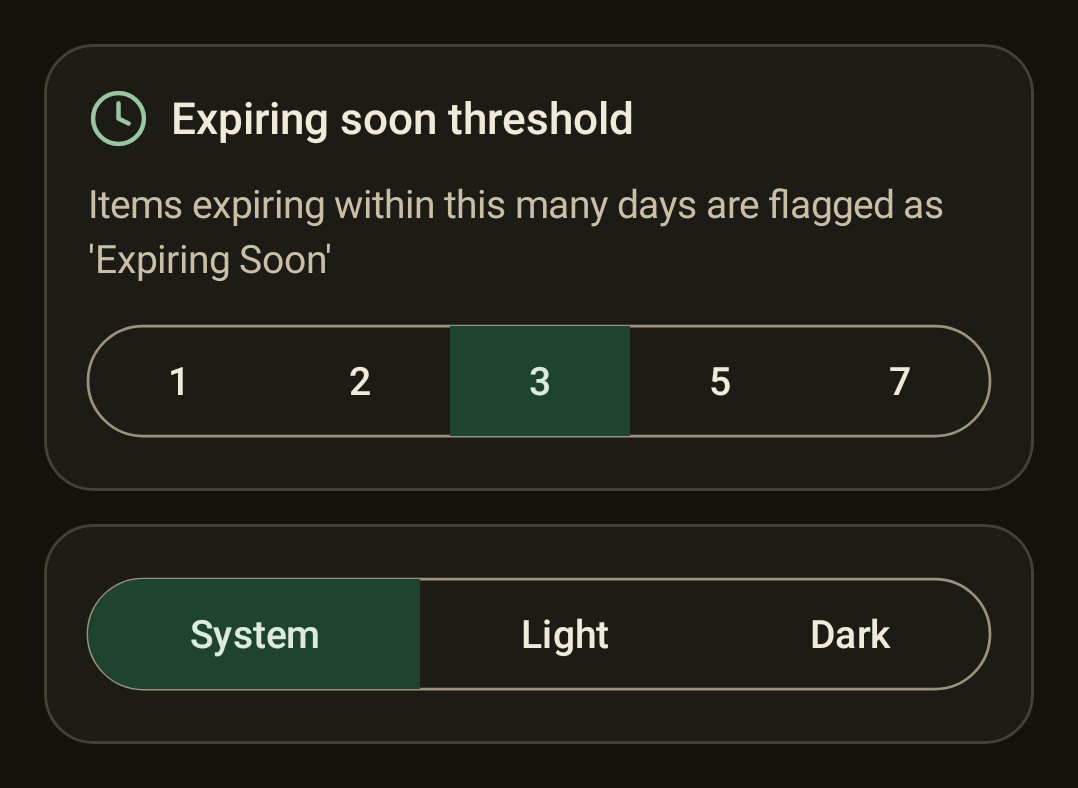 Expiring soon threshold
Items expiring within this many days are flagged as
'Expiring Soon'
1 2 3 5 7
System Light Dark